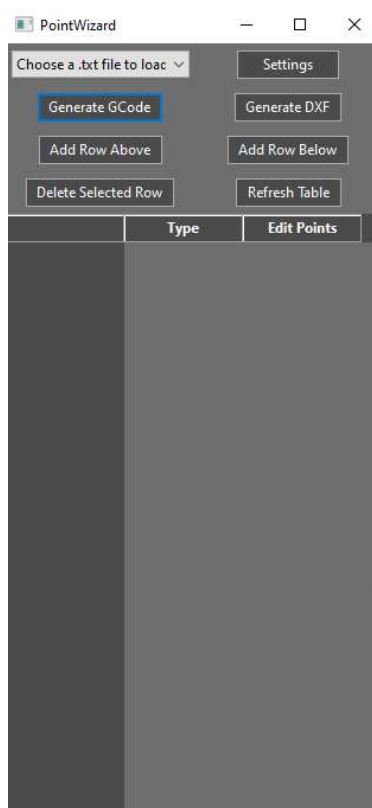 PointWizard
Choose a .txt file to loac Settings
Generate GCode Generate DXF
Add Row Above Add Row Below
Delete Selected Row Refresh Table
Type Edit Points